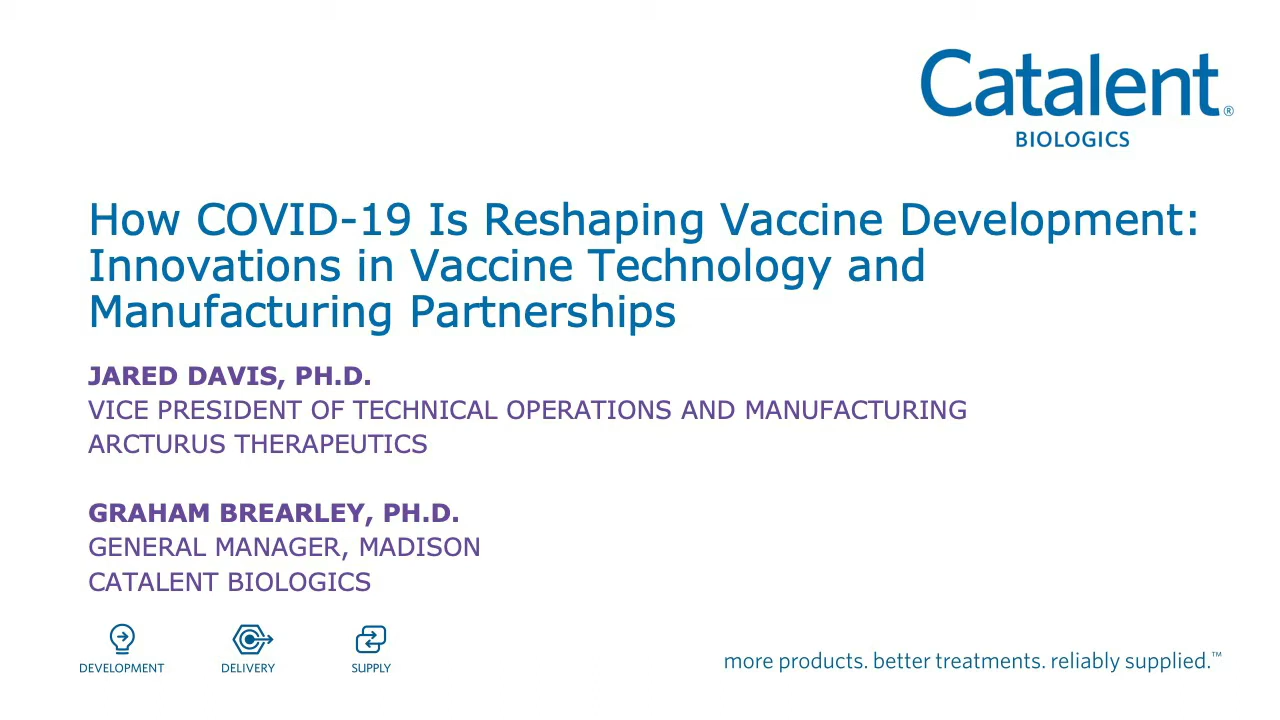 Catalent®
BIOLOGICS
How COVID-19 Is Reshaping Vaccine Development:
Innovations in Vaccine Technology and
Manufacturing Partnerships
JARED DAVIS, PH.D.
VICE PRESIDENT OF TECHNICAL OPERATIONS AND MANUFACTURING
ARCTURUS THERAPEUTICS
GRAHAM BREARLEY, PH.D.
GENERAL MANAGER, MADISON
CATALENT BIOLOGICS
DEVELOPMENT DELIVERY SUPPLY
more products. better treatments. reliably supplied.™